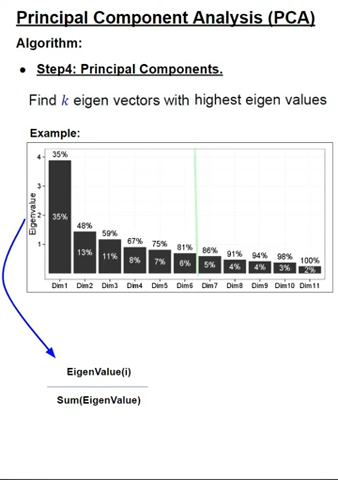 Principal Component Analysis (PCA)
Algorithm:
• Step4: Principal Components.
Find k eigen vectors with highest eigen values
Example:
Eigenvalue
4
3
2
1
35% 48% 59% 67% 75% 81% 86% 91% 94% 98% 100%
35% 13% 11% 8% 7% 6% 5% 4% 4% 3% 2%
Dim1 Dim2 Dim3 Dim4 Dim5 Dim6 Dim7 Dim8 Dim9 Dim10 Dim11
EigenValue(i)
Sum(EigenValue)